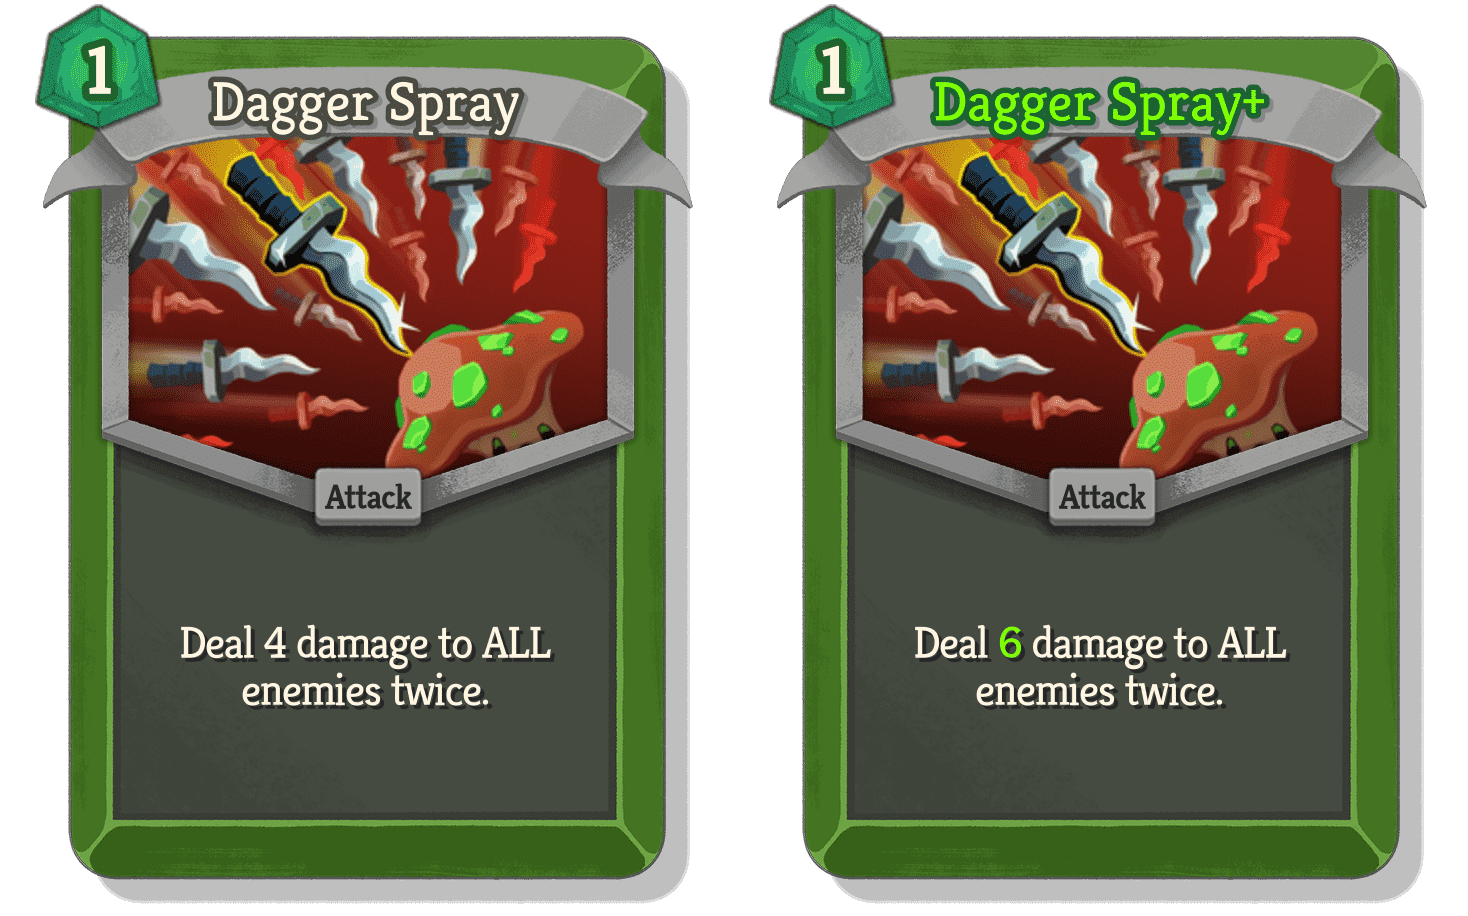 1
Dagger Spray
Attack
Deal 4 damage to ALL
enemies twice.
1
Dagger Spray+
Attack
Deal 6 damage to ALL
enemies twice.